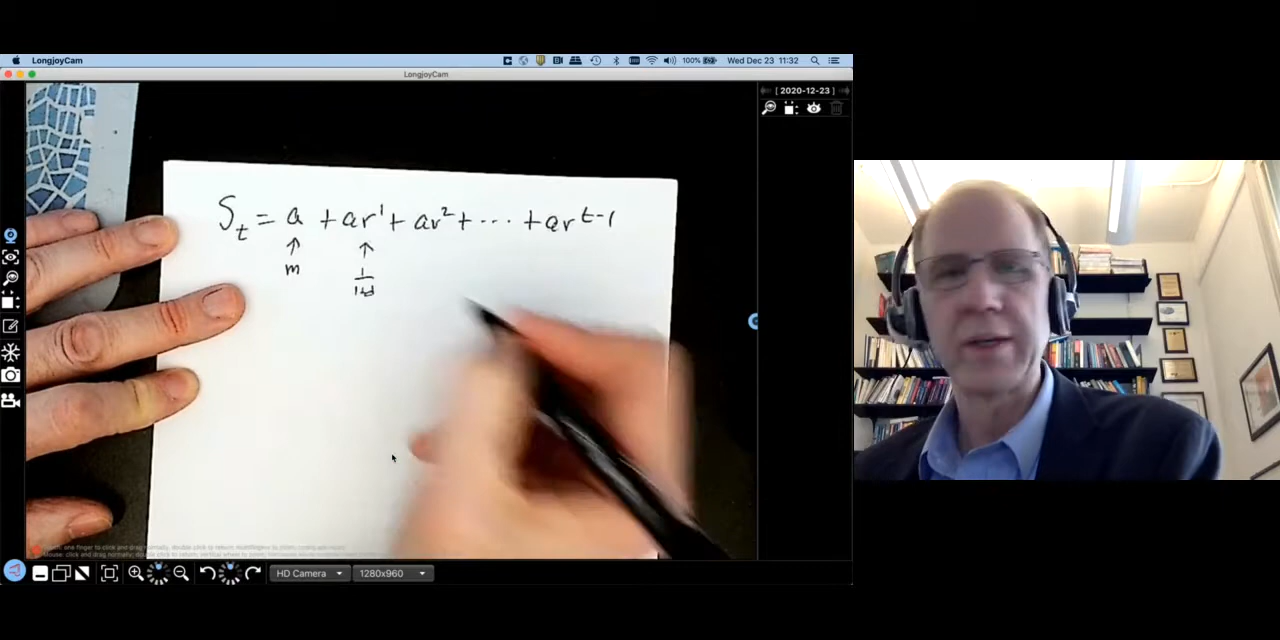 LongjoyCam 100% Wed Dec 23 11:32
LongjoyCam
[ 2020-12-23 ]
S_t = a + ar^1 + ar^2 + ... + ar^{t-1}
↑ ↑
m 1/1+d
HD Camera 1280x960